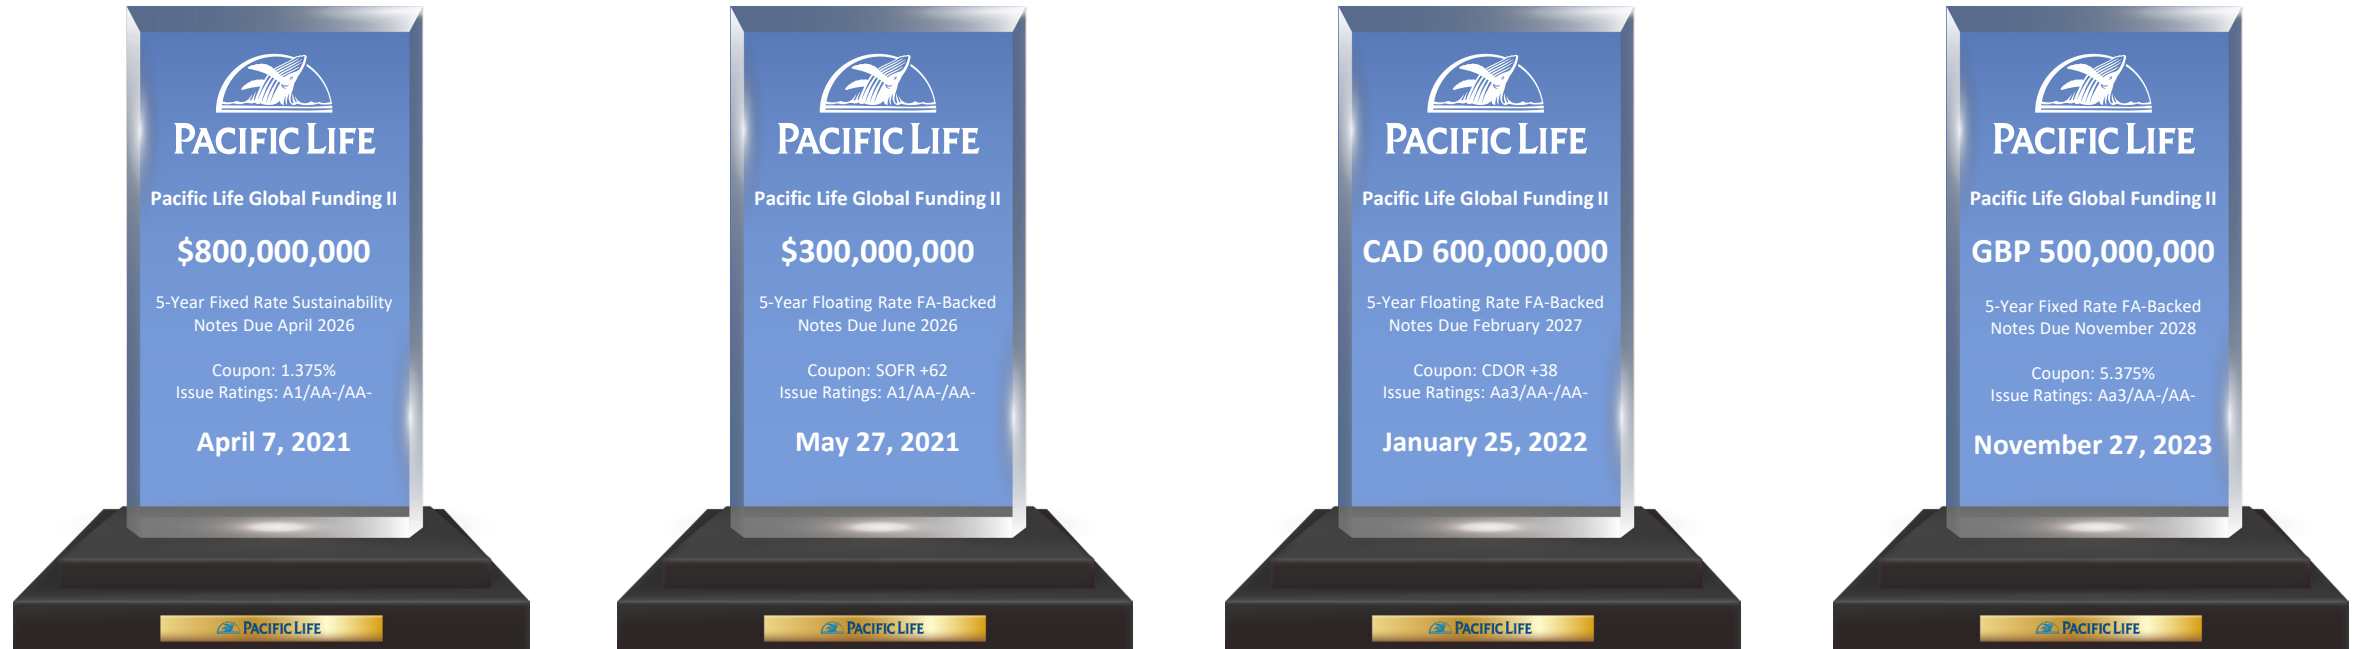 PACIFIC LIFE
Pacific Life Global Funding II
$800,000,000
5-Year Fixed Rate Sustainability
Notes Due April 2026
Coupon: 1.375%
Issue Ratings: A1/AA-/AA-
April 7, 2021
PACIFIC LIFE
PACIFIC LIFE
Pacific Life Global Funding II
$300,000,000
5-Year Floating Rate FA-Backed
Notes Due June 2026
Coupon: SOFR +62
Issue Ratings: A1/AA-/AA-
May 27, 2021
PACIFIC LIFE
PACIFIC LIFE
Pacific Life Global Funding II
CAD 600,000,000
5-Year Floating Rate FA-Backed
Notes Due February 2027
Coupon: CDOR +38
Issue Ratings: Aa3/AA-/AA-
January 25, 2022
PACIFIC LIFE
PACIFIC LIFE
Pacific Life Global Funding II
GBP 500,000,000
5-Year Fixed Rate FA-Backed
Notes Due November 2028
Coupon: 5.375%
Issue Ratings: Aa3/AA-/AA-
November 27, 2023
PACIFIC LIFE